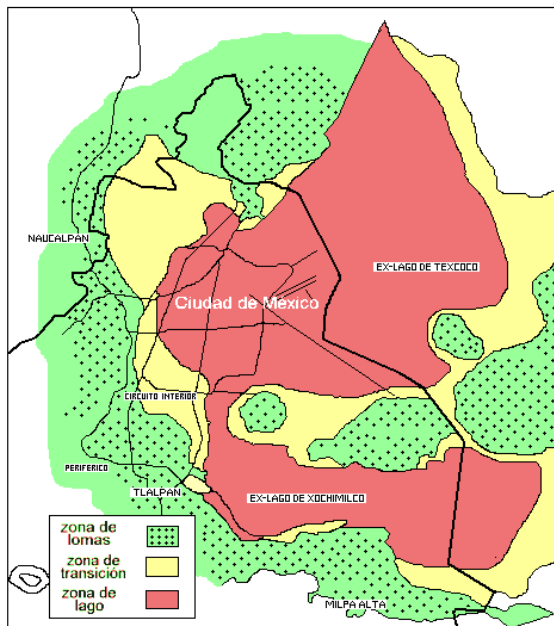 NAUCALPAN
EX-LAGO DE TEXCOCO
Ciudad de México
CIRCUITO INTERIOR
PERIFERICO
TLALPAN
EX-LAGO DE XOCHIMILCO
zona de
lomas
zona de
transición
zona de
lago
MILPA ALTA